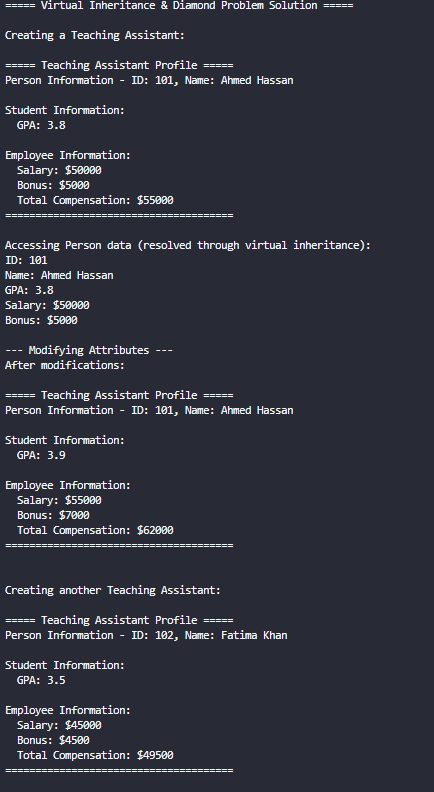 ===== Virtual Inheritance & Diamond Problem Solution =====
Creating a Teaching Assistant:
===== Teaching Assistant Profile =====
Person Information - ID: 101, Name: Ahmed Hassan
Student Information:
  GPA: 3.8
Employee Information:
  Salary: $50000
  Bonus: $5000
  Total Compensation: $55000
======================================
Accessing Person data (resolved through virtual inheritance):
ID: 101
Name: Ahmed Hassan
GPA: 3.8
Salary: $50000
Bonus: $5000
--- Modifying Attributes ---
After modifications:
===== Teaching Assistant Profile =====
Person Information - ID: 101, Name: Ahmed Hassan
Student Information:
  GPA: 3.9
Employee Information:
  Salary: $55000
  Bonus: $7000
  Total Compensation: $62000
======================================
Creating another Teaching Assistant:
===== Teaching Assistant Profile =====
Person Information - ID: 102, Name: Fatima Khan
Student Information:
  GPA: 3.5
Employee Information:
  Salary: $45000
  Bonus: $4500
  Total Compensation: $49500
======================================